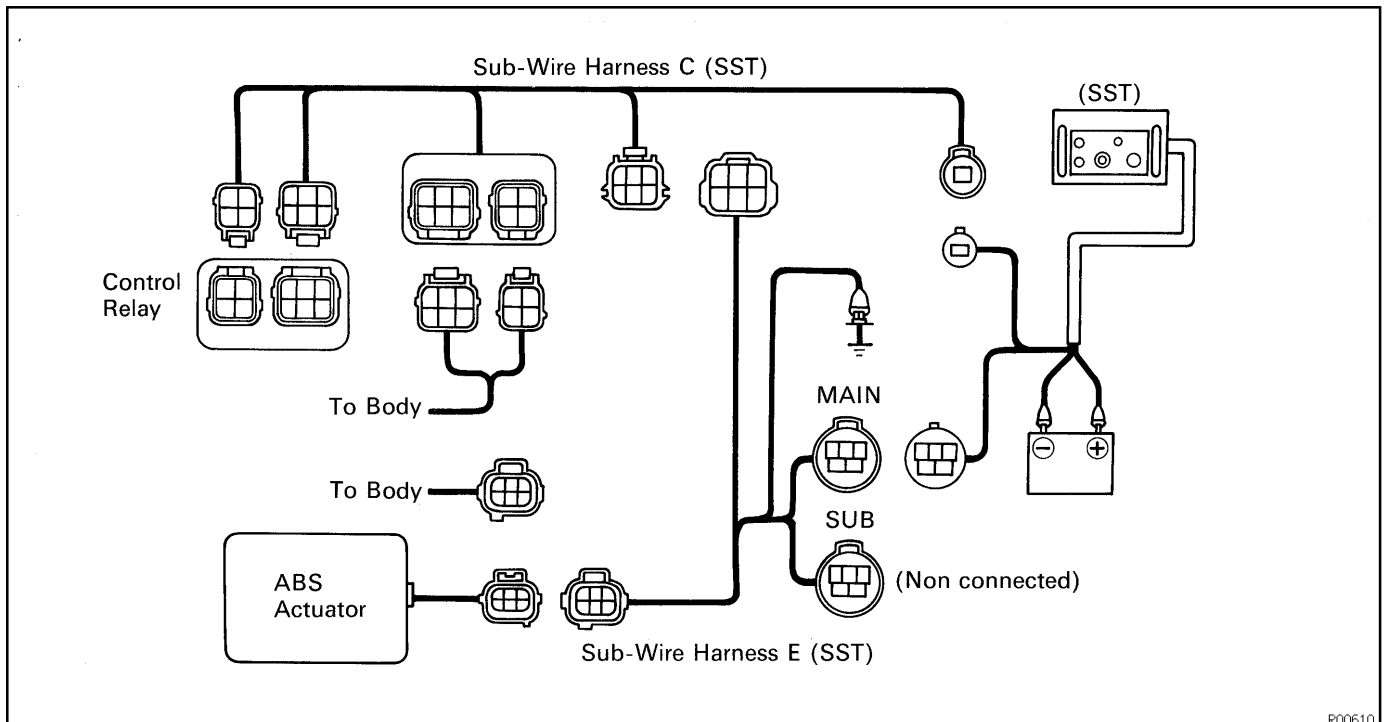 Sub-Wire Harness C (SST)
(SST)
Control
Relay
To Body
MAIN
− +
To Body
SUB
(Non connected)
ABS
Actuator
Sub-Wire Harness E (SST)
R00610